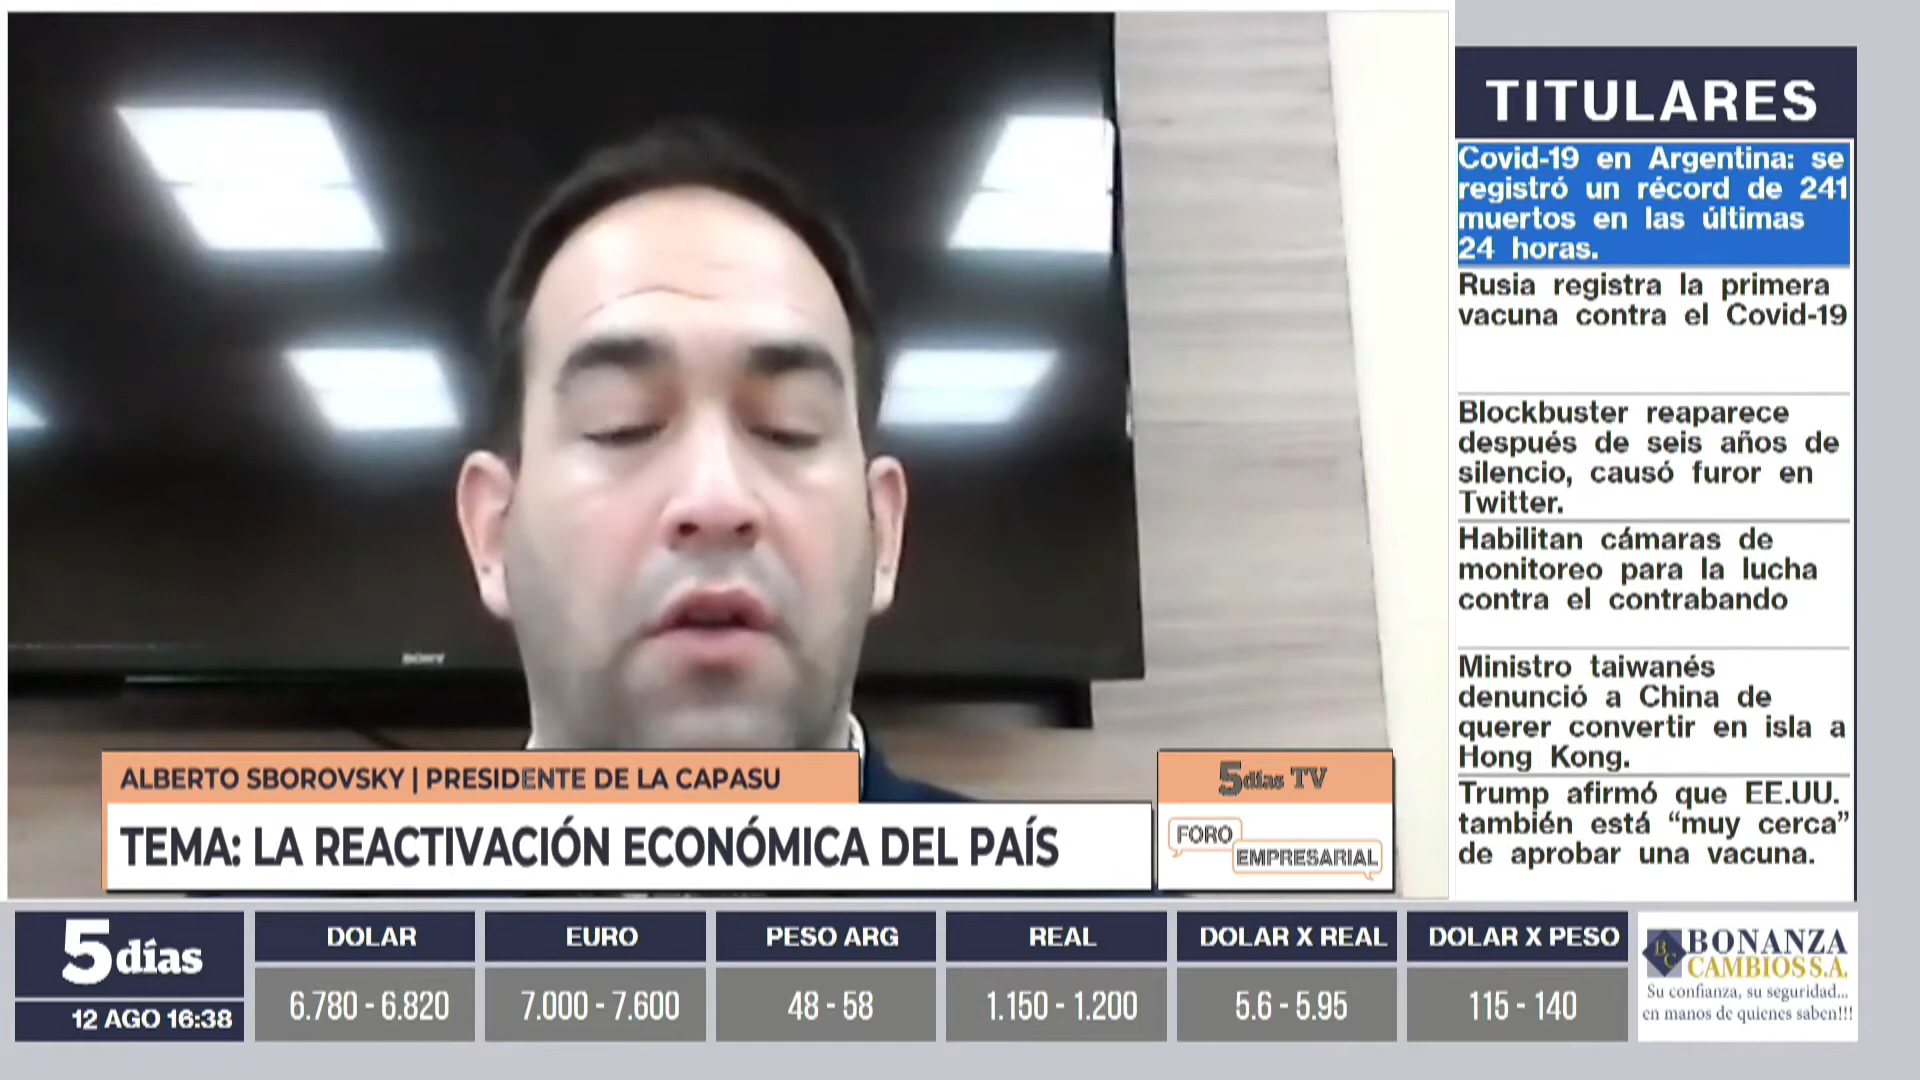 TITULARES
Covid-19 en Argentina: se
registró un récord de 241
muertos en las últimas
24 horas.
Rusia registra la primera
vacuna contra el Covid-19
Blockbuster reaparece
después de seis años de
silencio, causó furor en
Twitter.
Habilitan cámaras de
monitoreo para la lucha
contra el contrabando
Ministro taiwanés
denunció a China de
querer convertir en isla a
Hong Kong.
Trump afirmó que EE.UU.
también está “muy cerca”
de aprobar una vacuna.
SONY
ALBERTO SBOROVSKY | PRESIDENTE DE LA CAPASU
TEMA: LA REACTIVACIÓN ECONÓMICA DEL PAÍS
5días TV
FORO
EMPRESARIAL
5días
12 AGO 16:38
DOLAR
6.780 - 6.820
EURO
7.000 - 7.600
PESO ARG
48 - 58
REAL
1.150 - 1.200
DOLAR X REAL
5.6 - 5.95
DOLAR X PESO
115 - 140
BC
BONANZA
CAMBIOS S.A.
Su confianza, su seguridad...
en manos de quienes saben!!!